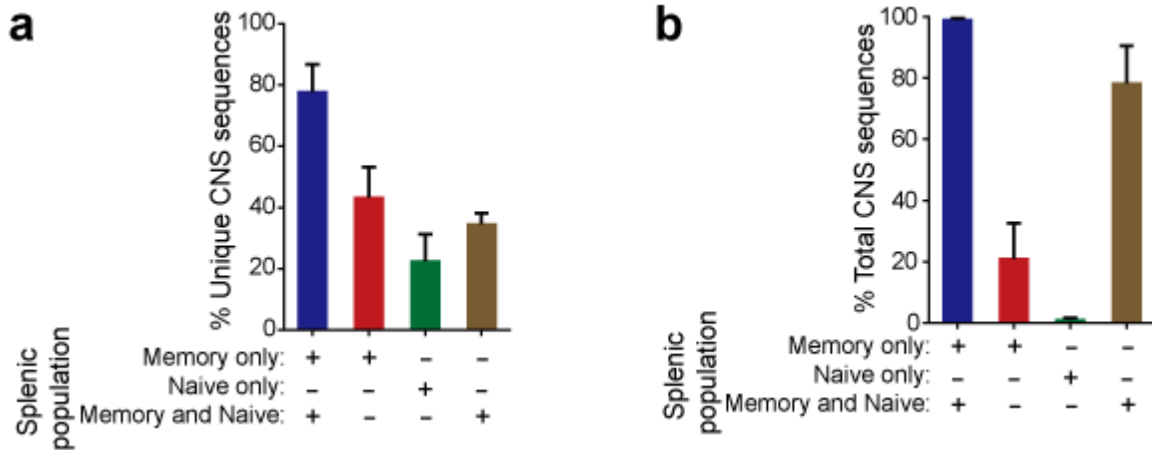 a
% Unique CNS sequences
100
80
60
40
20
0
Splenic
population
Memory only: + + – –
Naive only: – – + –
Memory and Naive: + – – +
b
% Total CNS sequences
100
80
60
40
20
0
Splenic
population
Memory only: + + – –
Naive only: – – + –
Memory and Naive: + – – +